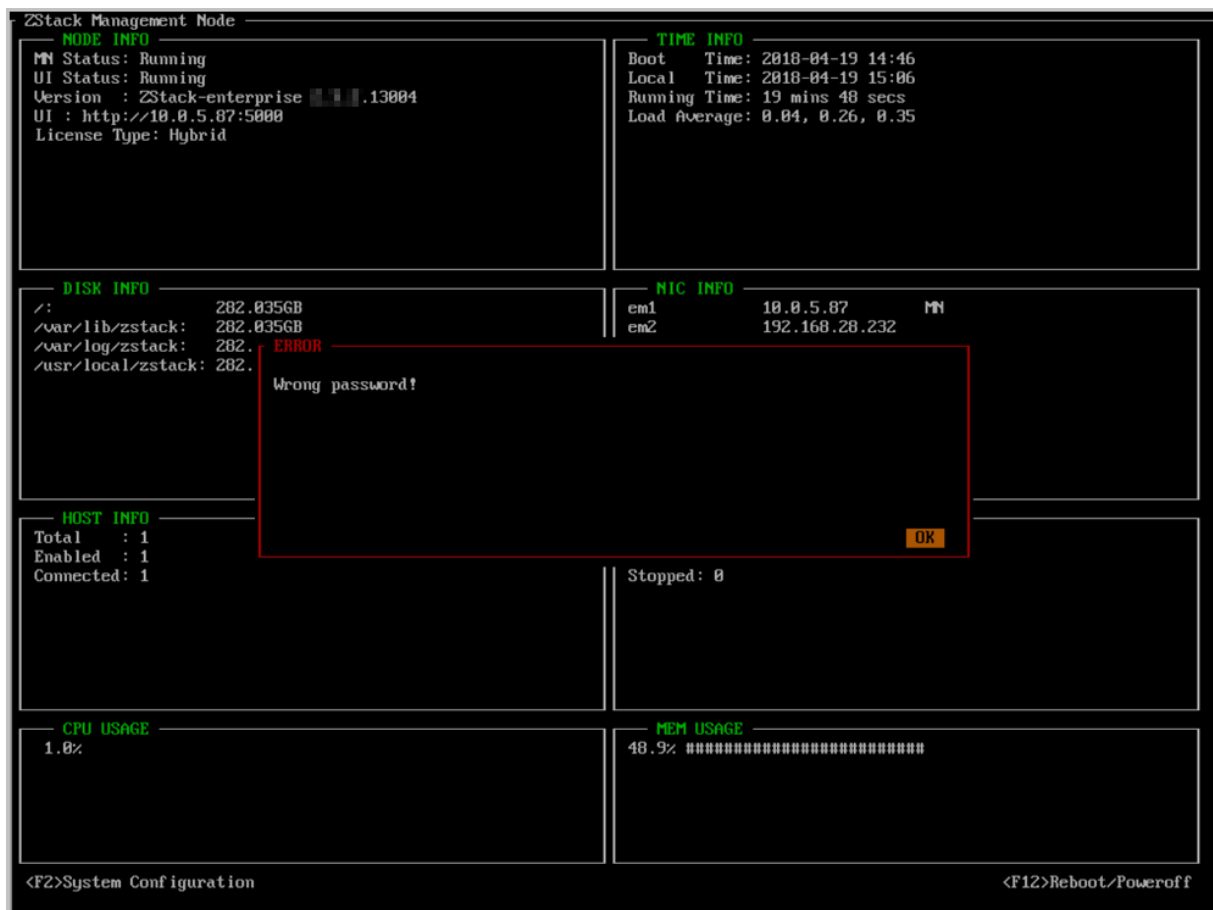 ZStack Management Node
NODE INFO
MN Status: Running
UI Status: Running
Version : ZStack-enterprise .13004
UI : http://10.0.5.87:5000
License Type: Hybrid
TIME INFO
Boot Time: 2018-04-19 14:46
Local Time: 2018-04-19 15:06
Running Time: 19 mins 48 secs
Load Average: 0.04, 0.26, 0.35
DISK INFO
/: 282.035GB
/var/lib/zstack: 282.035GB
/var/log/zstack: 282.
/usr/local/zstack: 282.
NIC INFO
em1 10.0.5.87 MN
em2 192.168.28.232
ERROR
Wrong password!
OK
HOST INFO
Total : 1
Enabled : 1
Connected: 1
Stopped: 0
CPU USAGE
1.0%
MEM USAGE
48.9% #########################
<F2>System Configuration
<F12>Reboot/Poweroff